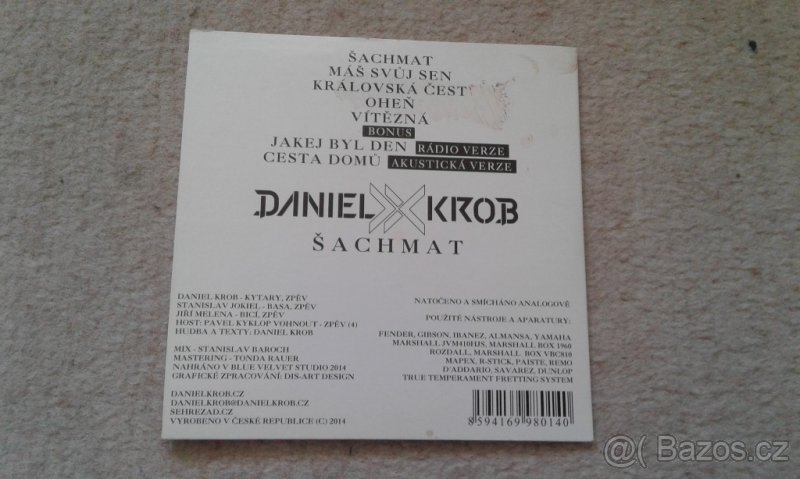 ŠACHMAT
MÁŠ SVŮJ SEN
KRÁLOVSKÁ ČEST
OHEŇ
VÍTĚZNÁ
BONUS
JAKEJ BYL DEN RÁDIO VERZE
CESTA DOMŮ AKUSTICKÁ VERZE
DANIEL KROB
ŠACHMAT
DANIEL KROB - KYTARY, ZPĚV
STANISLAV JOKIEL - BASA, ZPĚV
JIŘÍ MELENA - BICÍ, ZPĚV
HOST: PAVEL KYKLOP VOHNOUT - ZPĚV (4)
HUDBA A TEXTY: DANIEL KROB
MIX - STANISLAV BAROCH
MASTERING - TONDA RAUER
NAHRÁNO V BLUE VELVET STUDIO 2014
GRAFICKÉ ZPRACOVÁNÍ: DIS-ART DESIGN
DANIELKROB.CZ
DANIELKROB@DANIELKROB.CZ
SEHREZAD.CZ
VYROBENO V ČESKÉ REPUBLICE (C) 2014
NATOČENO A SMÍCHÁNO ANALOGOVĚ
POUŽITÉ NÁSTROJE A APARATURY:
FENDER, GIBSON, IBANEZ, ALMANSA, YAMAHA
MARSHALL JVM410HJS, MARSHALL BOX 1960
ROZDALL, MARSHALL BOX VBC810
MAPEX, R-STICK, PAISTE, REMO
D'ADDARIO, SAVAREZ, DUNLOP
TRUE TEMPERAMENT FRETTING SYSTEM
8 594169 980140
Bazos.cz